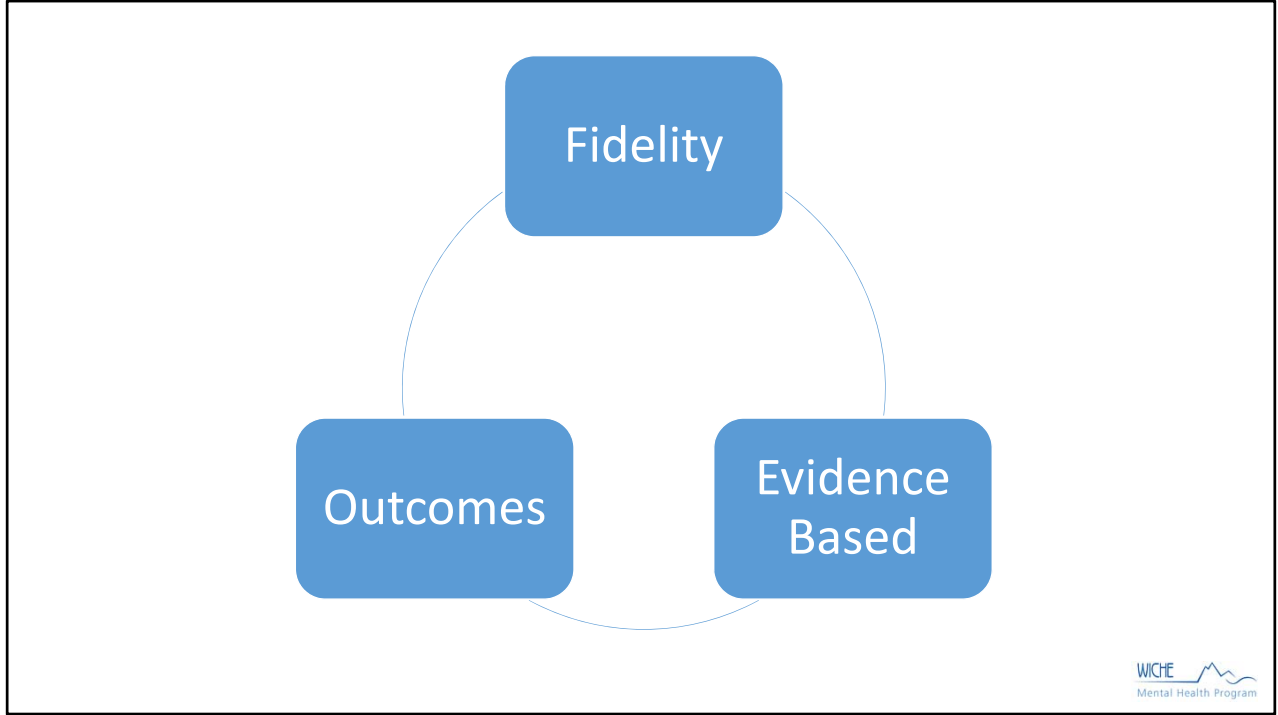 Fidelity
Outcomes
Evidence
Based
WICHE
Mental Health Program